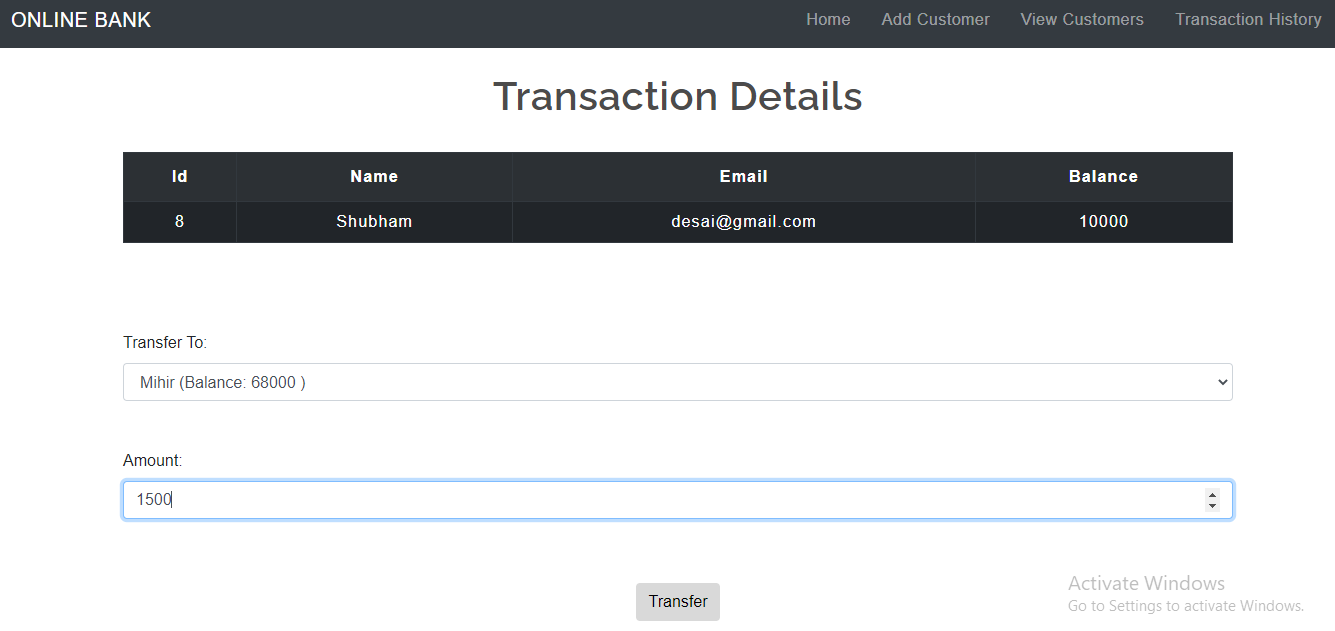 ONLINE BANK Home Add Customer View Customers Transaction History
Transaction Details
Id Name Email Balance
8 Shubham desai@gmail.com 10000
Transfer To:
Mihir (Balance: 68000 )
Amount:
1500
Transfer
Activate Windows
Go to Settings to activate Windows.